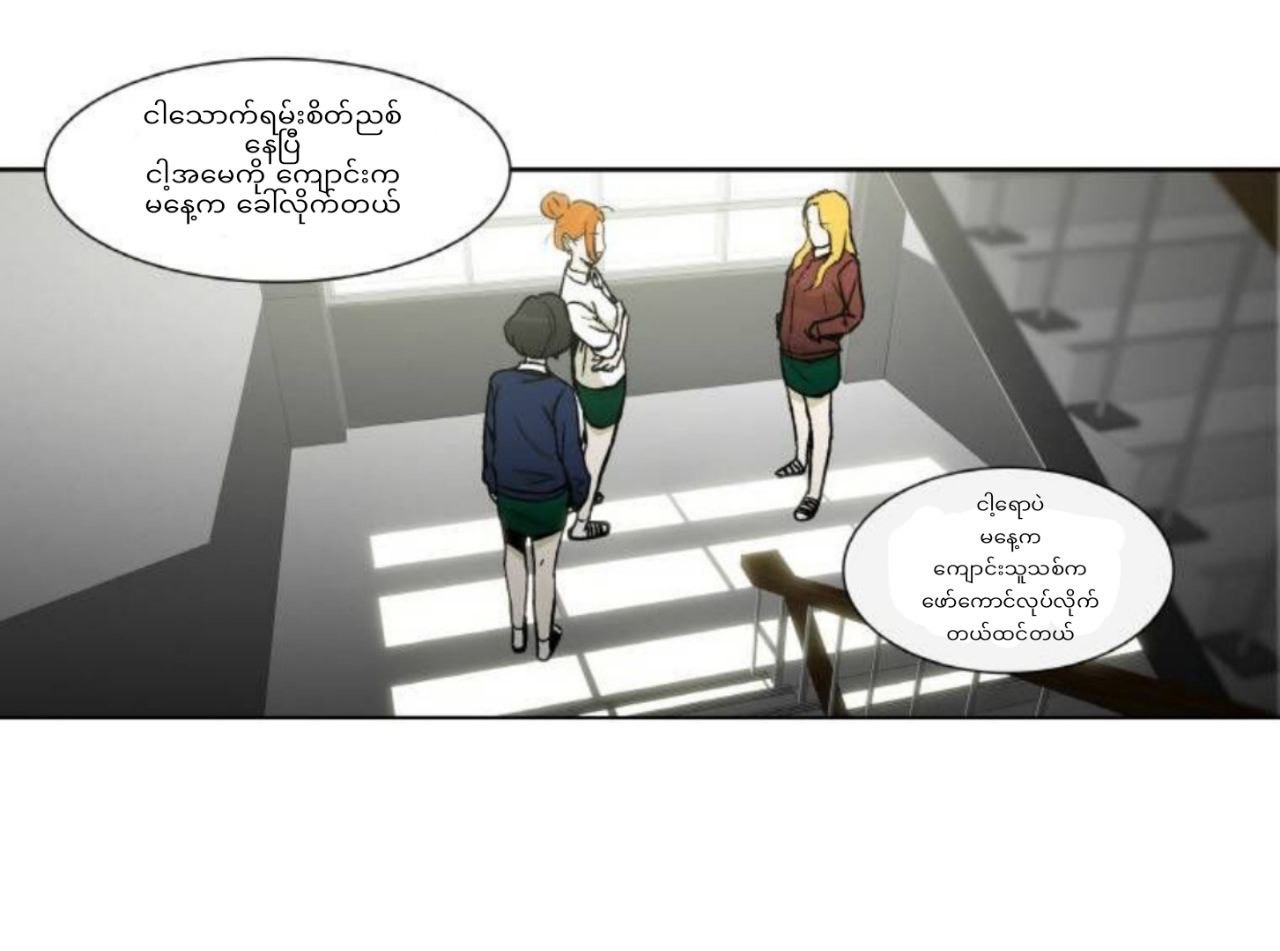 ငါသောက်ရမ်းစိတ်ညစ်
နေပြီ
ငါ့အမေကို ကျောင်းက
မနေ့က ခေါ်လိုက်တယ်
ငါ့ရောပဲ
မနေ့က
ကျောင်းသူသစ်က
ဖော်ကောင်လုပ်လိုက်
တယ်ထင်တယ်